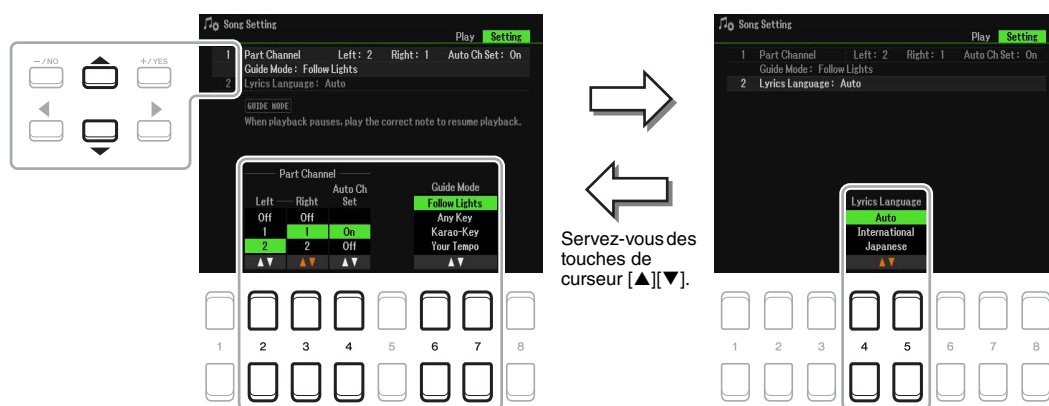 Song Setting
Play Setting
- / NO + / YES
1 Part Channel Left : 2 Right : 1 Auto Ch Set : On
Guide Mode : Follow Lights
2 Lyrics Language : Auto
GUIDE MODE
When playback pauses, play the correct note to resume playback.
Part Channel
Auto Ch
Left Right Set
Off Off
1 1 On
2 2 Off
▲▼ ▲▼ ▲▼
Guide Mode
Follow Lights
Any Key
Karao-Key
Your Tempo
▲▼
1 2 3 4 5 6 7 8
Servez-vous des
touches de
curseur [▲][▼].
Song Setting
Play Setting
1 Part Channel Left : 2 Right : 1 Auto Ch Set : On
Guide Mode : Follow Lights
2 Lyrics Language : Auto
Lyrics Language
Auto
International
Japanese
▲▼
1 2 3 4 5 6 7 8